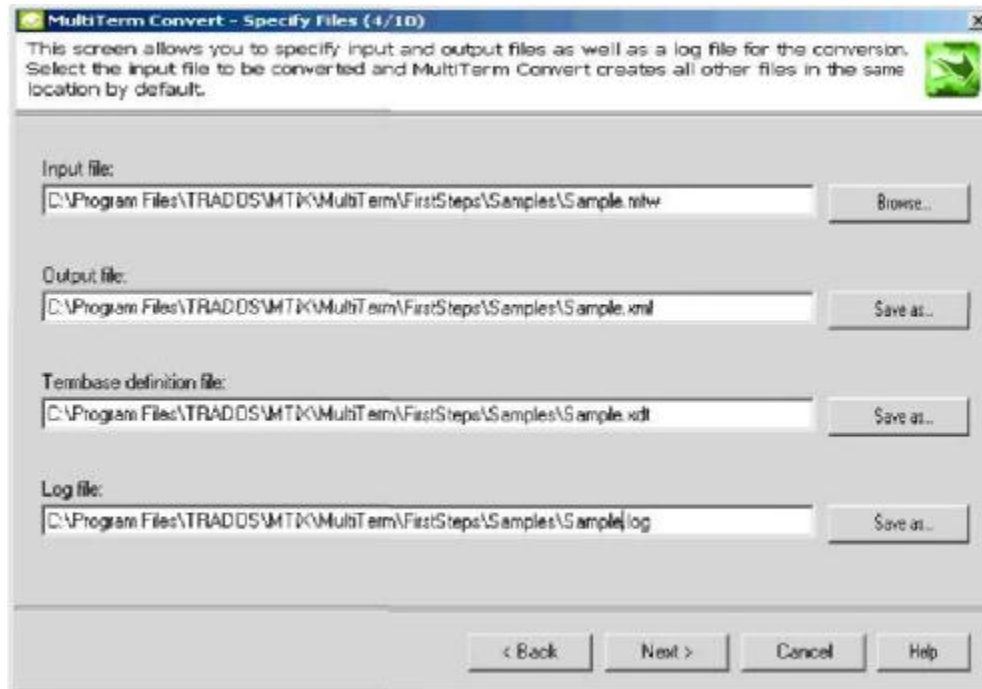 MultiTerm Convert - Specify Files (4/10)
This screen allows you to specify input and output files as well as a log file for the conversion.
Select the input file to be converted and MultiTerm Convert creates all other files in the same
location by default.
Input file:
C:\Program Files\TRADOS\MTiX\MultiTerm\FirstSteps\Samples\Sample.mtw
Browse...
Output file:
C:\Program Files\TRADOS\MTiX\MultiTerm\FirstSteps\Samples\Sample.xml
Save as...
Termbase definition file:
C:\Program Files\TRADOS\MTiX\MultiTerm\FirstSteps\Samples\Sample.xdt
Save as...
Log file:
C:\Program Files\TRADOS\MTiX\MultiTerm\FirstSteps\Samples\Sample.log
Save as...
< Back
Next >
Cancel
Help